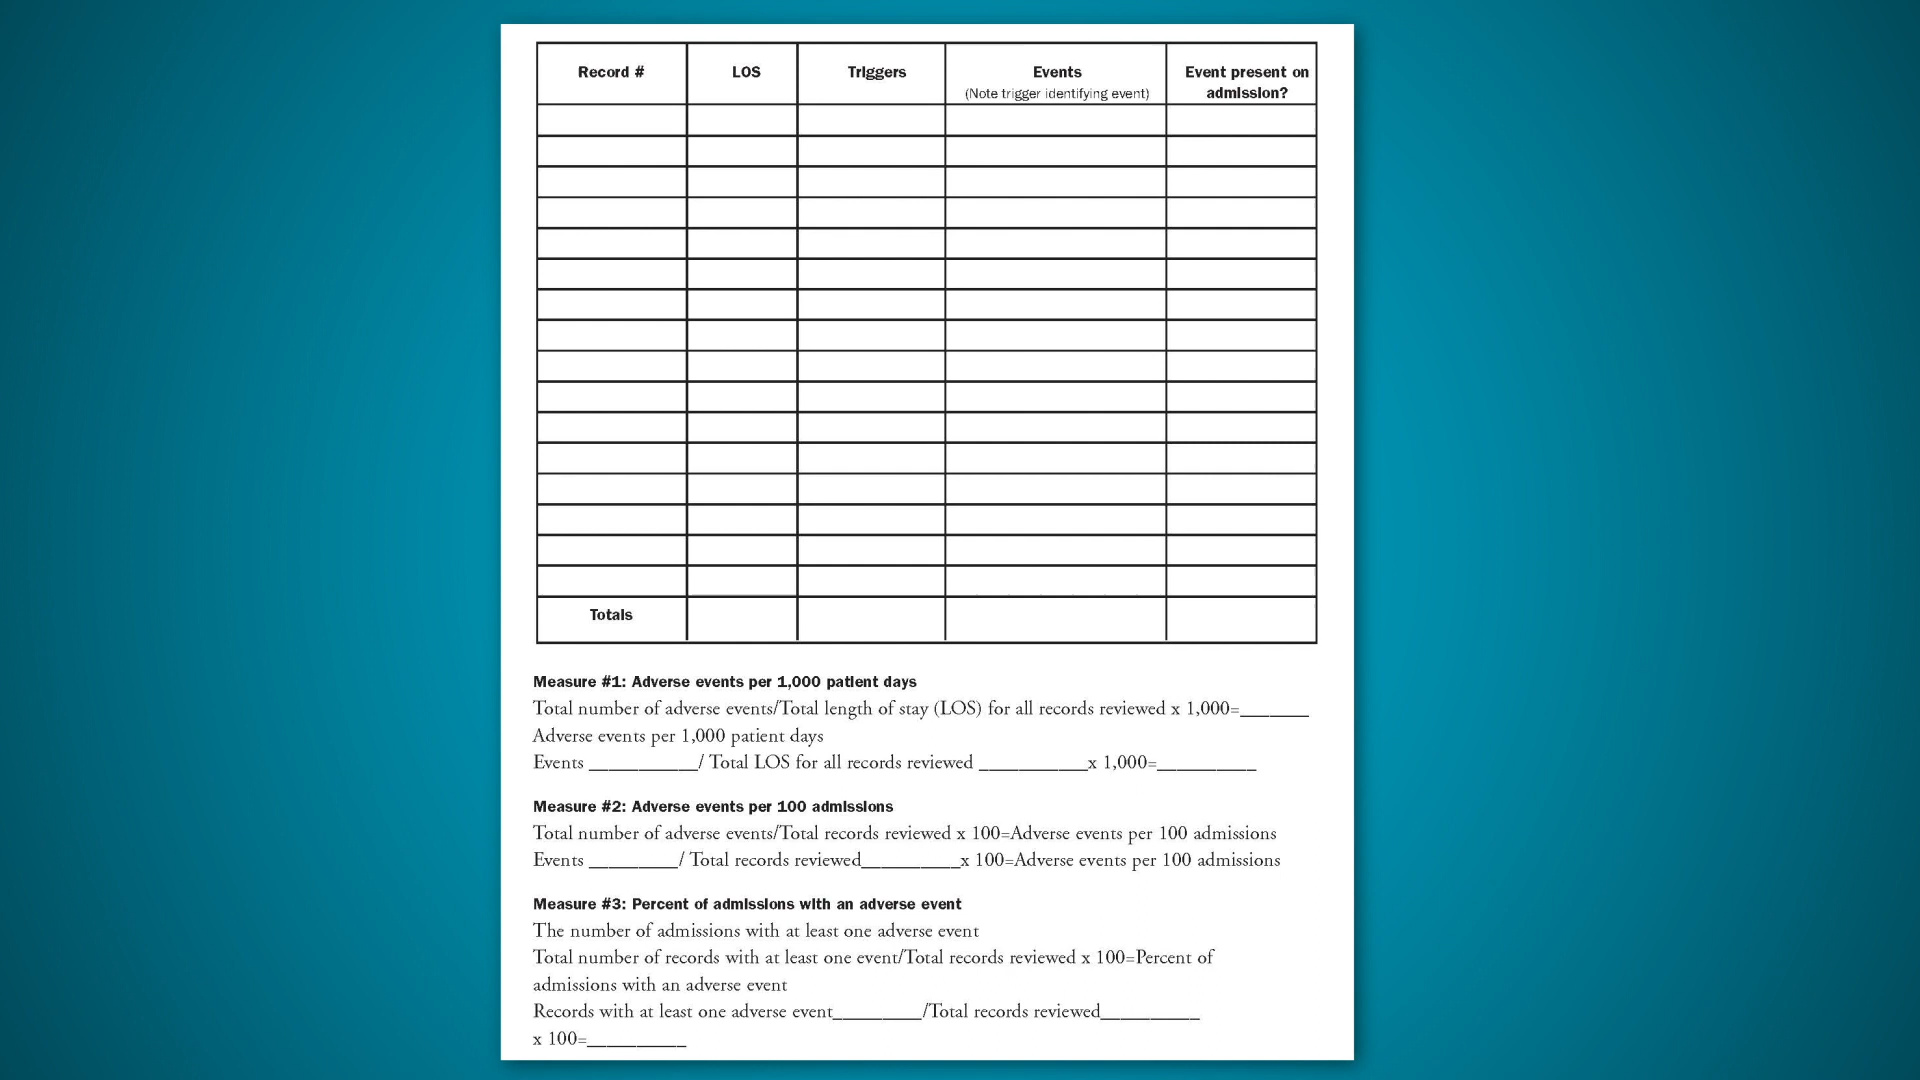 Record # LOS Triggers Events Event present on
(Note trigger identifying event) admission?
Totals
Measure #1: Adverse events per 1,000 patient days
Total number of adverse events/Total length of stay (LOS) for all records reviewed x 1,000=_______
Adverse events per 1,000 patient days
Events ___________/ Total LOS for all records reviewed ___________x 1,000=__________
Measure #2: Adverse events per 100 admissions
Total number of adverse events/Total records reviewed x 100=Adverse events per 100 admissions
Events _________/ Total records reviewed__________x 100=Adverse events per 100 admissions
Measure #3: Percent of admissions with an adverse event
The number of admissions with at least one adverse event
Total number of records with at least one event/Total records reviewed x 100=Percent of
admissions with an adverse event
Records with at least one adverse event_________/Total records reviewed__________
x 100=__________